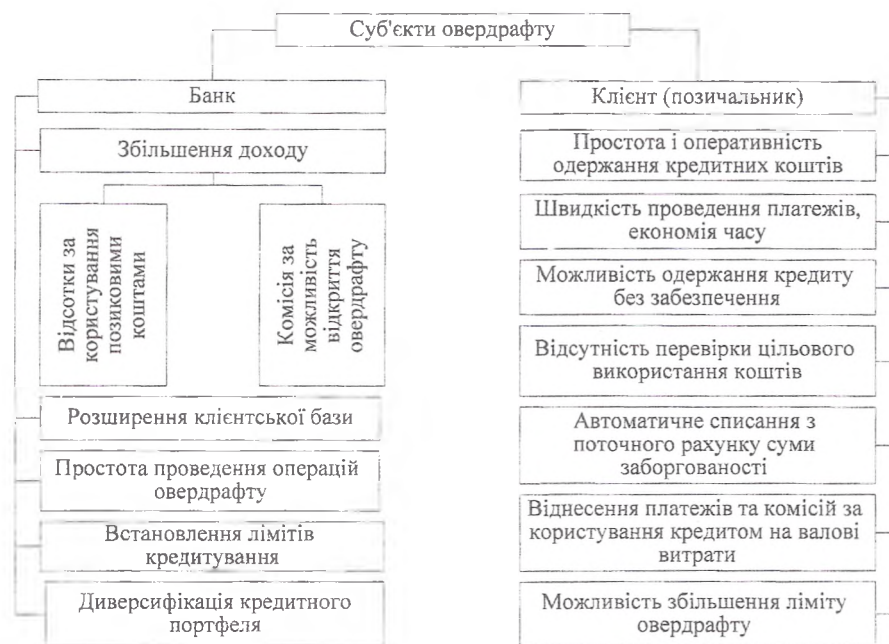 Суб'єкти овердрафту
Банк
Збільшення доходу
Відсотки за
користування
позиковими
коштами
Комісія за
можливість
відкриття
овердрафту
Розширення клієнтської бази
Простота проведення операцій
овердрафту
Встановлення лімітів
кредитування
Диверсифікація кредитного
портфеля
Клієнт (позичальник)
Простота і оперативність
одержання кредитних коштів
Швидкість проведення платежів,
економія часу
Можливість одержання кредиту
без забезпечення
Відсутність перевірки цільового
використання коштів
Автоматичне списання з
поточного рахунку суми
заборгованості
Віднесення платежів та комісій за
користування кредитом на валові
витрати
Можливість збільшення ліміту
овердрафту